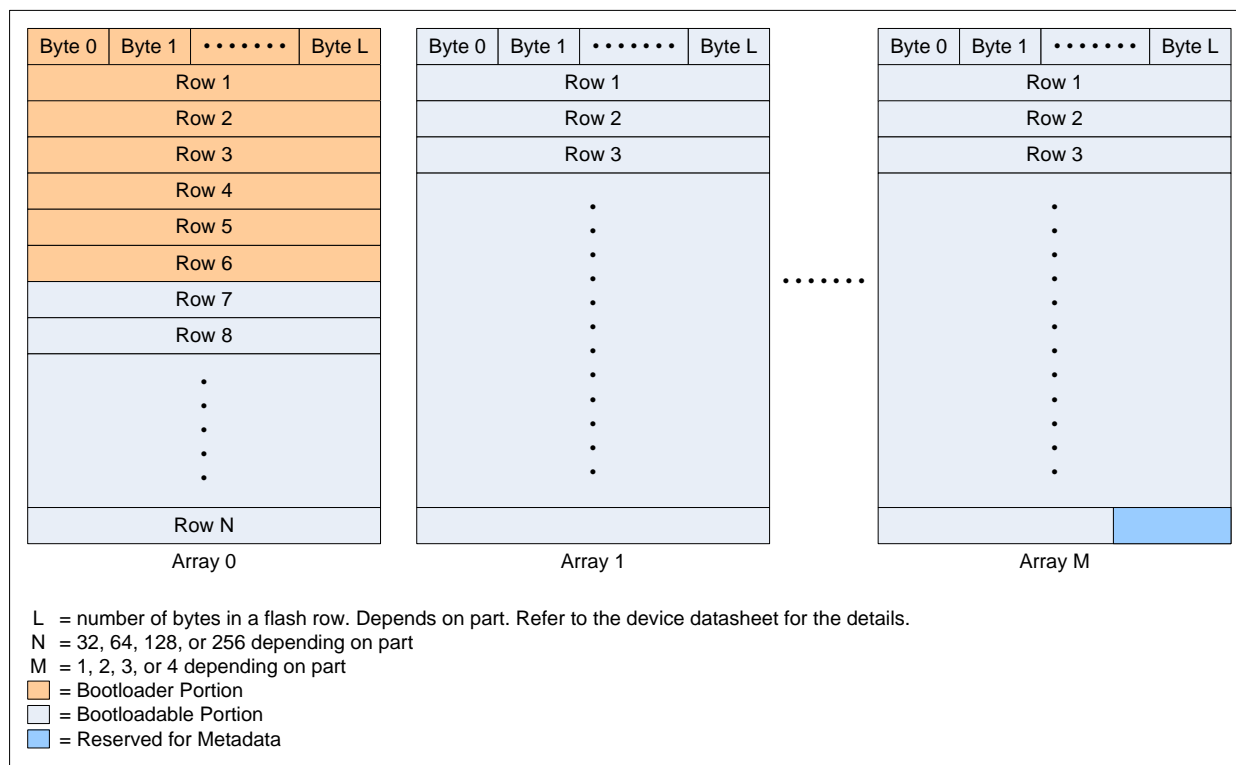 Byte 0 Byte 1 ······· Byte L
Row 1
Row 2
Row 3
Row 4
Row 5
Row 6
Row 7
Row 8
Row N
Array 0
Byte 0 Byte 1 ······· Byte L
Row 1
Row 2
Row 3
Array 1
·······
Byte 0 Byte 1 ······· Byte L
Row 1
Row 2
Row 3
Array M
L = number of bytes in a flash row. Depends on part. Refer to the device datasheet for the details.
N = 32, 64, 128, or 256 depending on part
M = 1, 2, 3, or 4 depending on part
= Bootloader Portion
= Bootloadable Portion
= Reserved for Metadata